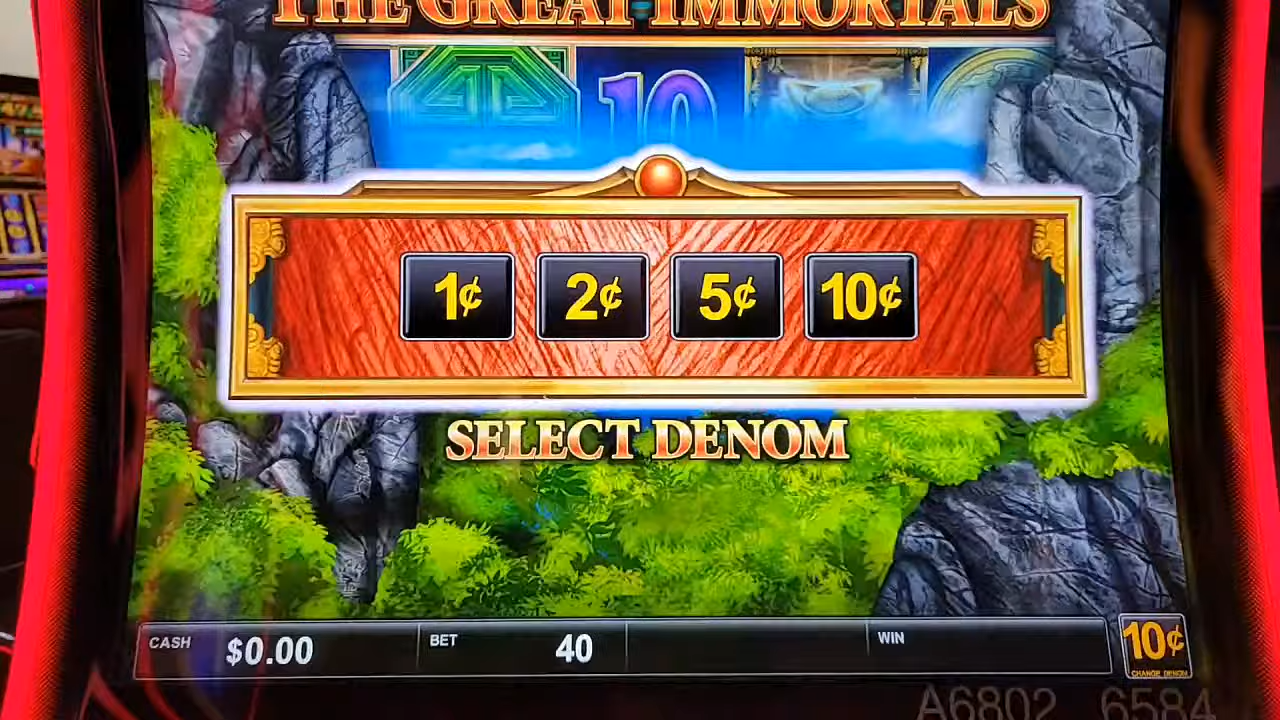 THE GREAT IMMORTALS
10
1¢ 2¢ 5¢ 10¢
SELECT DENOM
CASH $0.00 BET 40 WIN
10¢
CHANGE DENOM
A6802 6584